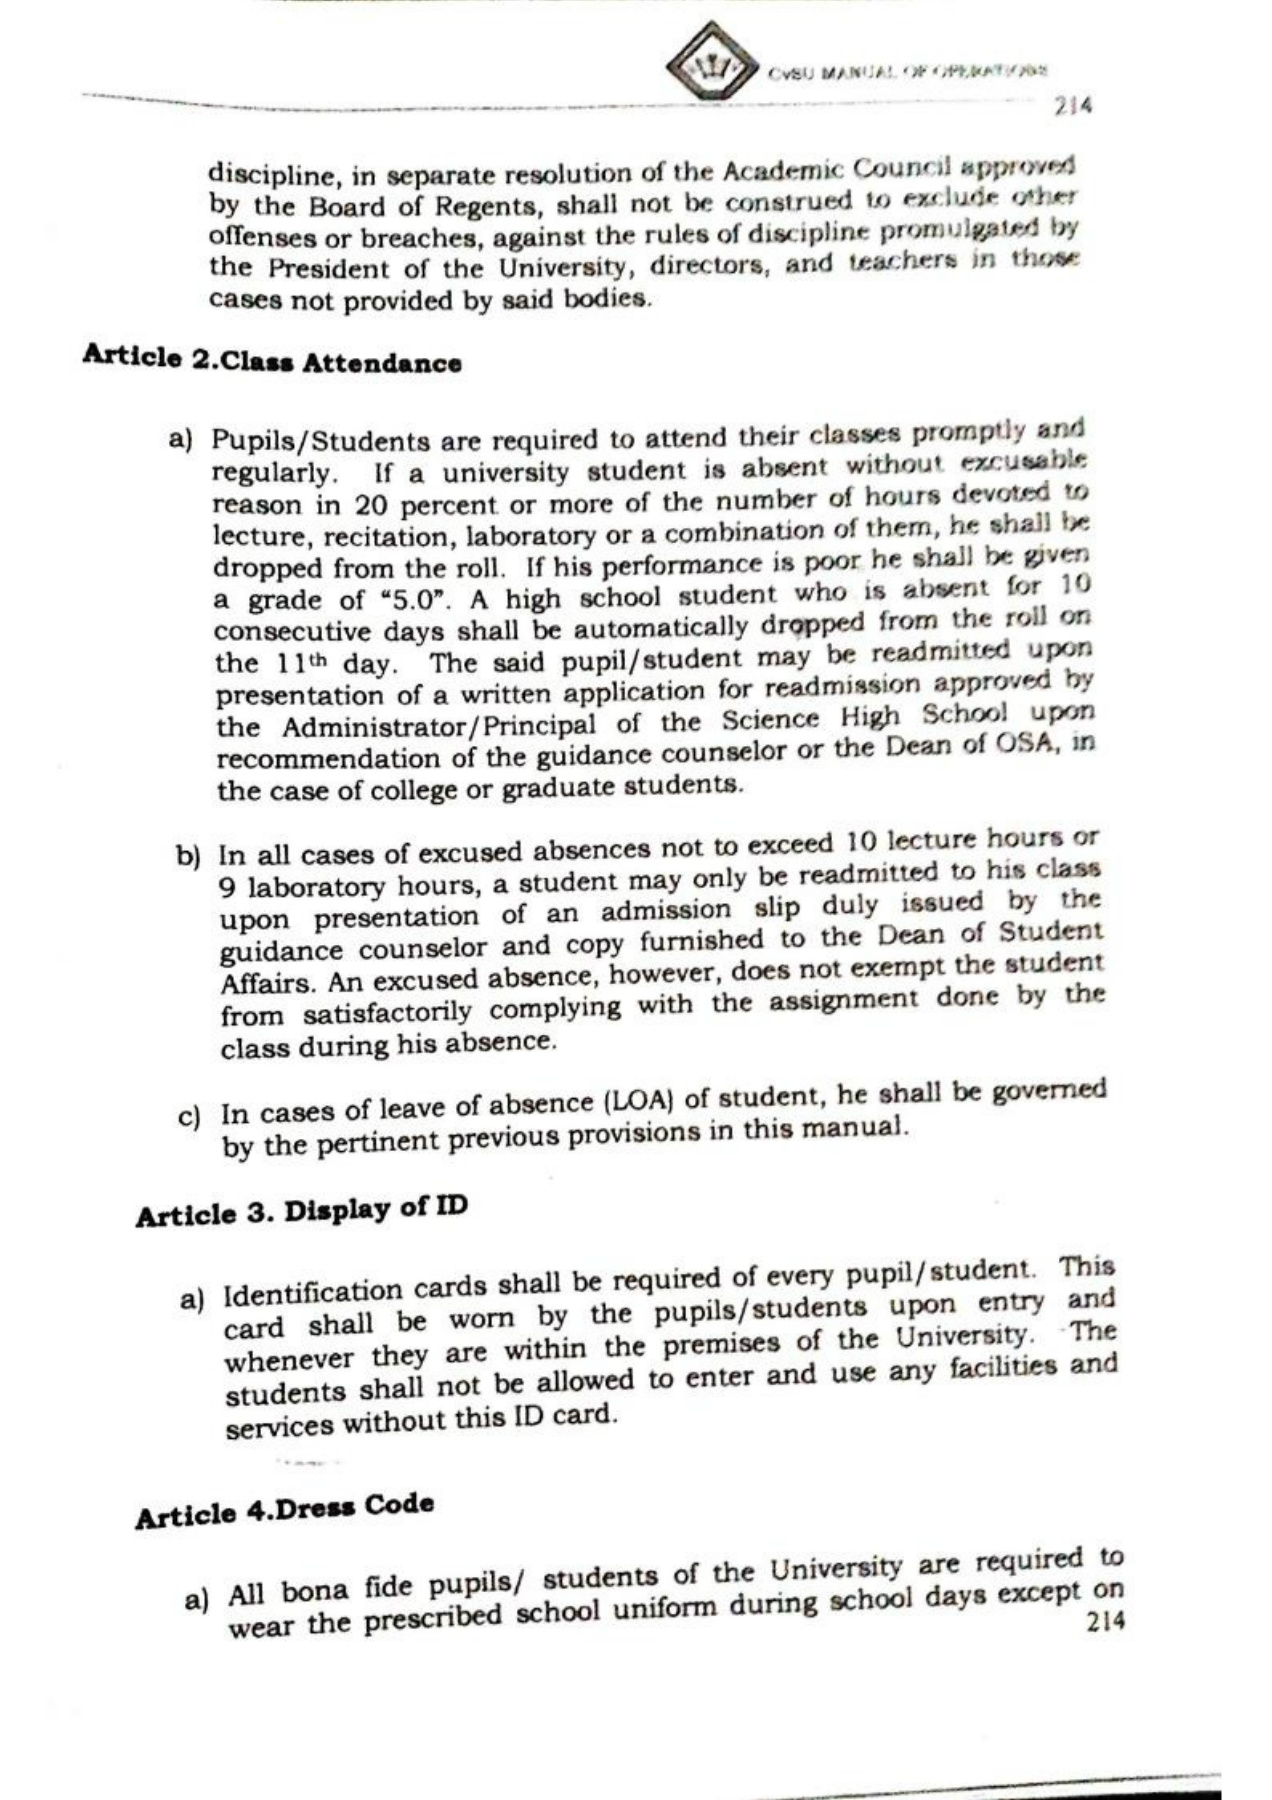 CvSU MANUAL OF OPERATIONS
214
discipline, in separate resolution of the Academic Council approved
by the Board of Regents, shall not be construed to exclude other
offenses or breaches, against the rules of discipline promulgated by
the President of the University, directors, and teachers in those
cases not provided by said bodies.
Article 2.Class Attendance
a) Pupils/Students are required to attend their classes promptly and
regularly. If a university student is absent without excusable
reason in 20 percent or more of the number of hours devoted to
lecture, recitation, laboratory or a combination of them, he shall be
dropped from the roll. If his performance is poor he shall be given
a grade of “5.0”. A high school student who is absent for 10
consecutive days shall be automatically dropped from the roll on
the 11th day. The said pupil/student may be readmitted upon
presentation of a written application for readmission approved by
the Administrator/Principal of the Science High School upon
recommendation of the guidance counselor or the Dean of OSA, in
the case of college or graduate students.
b) In all cases of excused absences not to exceed 10 lecture hours or
9 laboratory hours, a student may only be readmitted to his class
upon presentation of an admission slip duly issued by the
guidance counselor and copy furnished to the Dean of Student
Affairs. An excused absence, however, does not exempt the student
from satisfactorily complying with the assignment done by the
class during his absence.
c) In cases of leave of absence (LOA) of student, he shall be governed
by the pertinent previous provisions in this manual.
Article 3. Display of ID
a) Identification cards shall be required of every pupil/student. This
card shall be worn by the pupils/students upon entry and
whenever they are within the premises of the University. The
students shall not be allowed to enter and use any facilities and
services without this ID card.
Article 4.Dress Code
a) All bona fide pupils/ students of the University are required to
wear the prescribed school uniform during school days except on
214